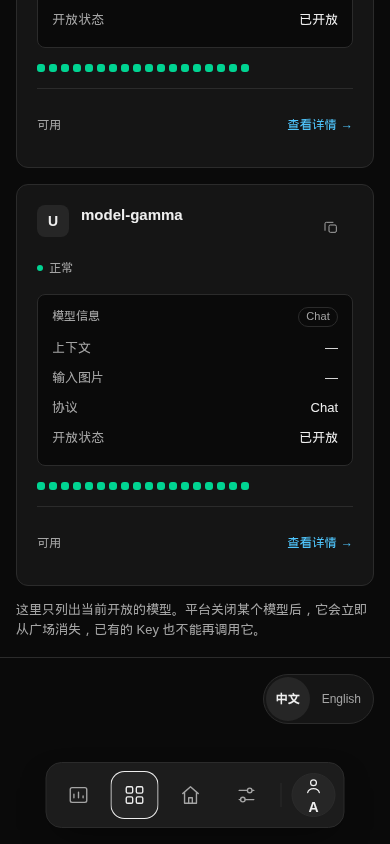 开放状态 已开放
可用 查看详情 →
U model-gamma
正常
模型信息 Chat
上下文 —
输入图片 —
协议 Chat
开放状态 已开放
可用 查看详情 →
这里只列出当前开放的模型。平台关闭某个模型后，它会立即
从广场消失，已有的 Key 也不能再调用它。
中文 English
A